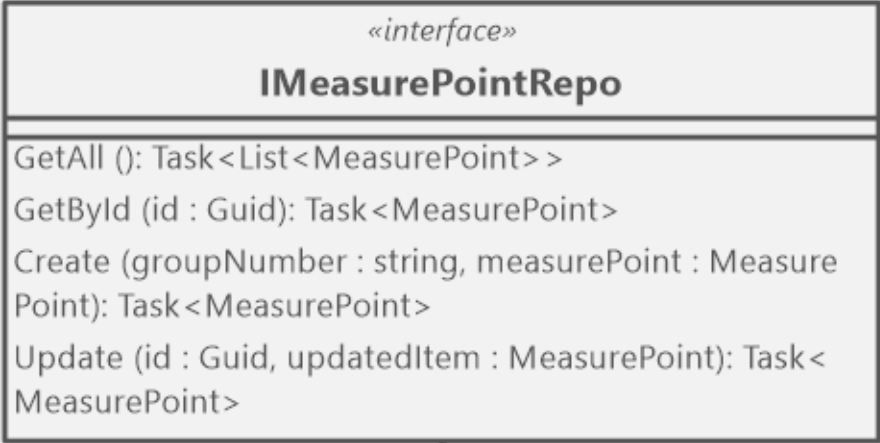 «interface»
IMeasurePointRepo
GetAll (): Task<List<MeasurePoint>>
GetById (id : Guid): Task<MeasurePoint>
Create (groupNumber : string, measurePoint : Measure
Point): Task<MeasurePoint>
Update (id : Guid, updatedItem : MeasurePoint): Task<
MeasurePoint>